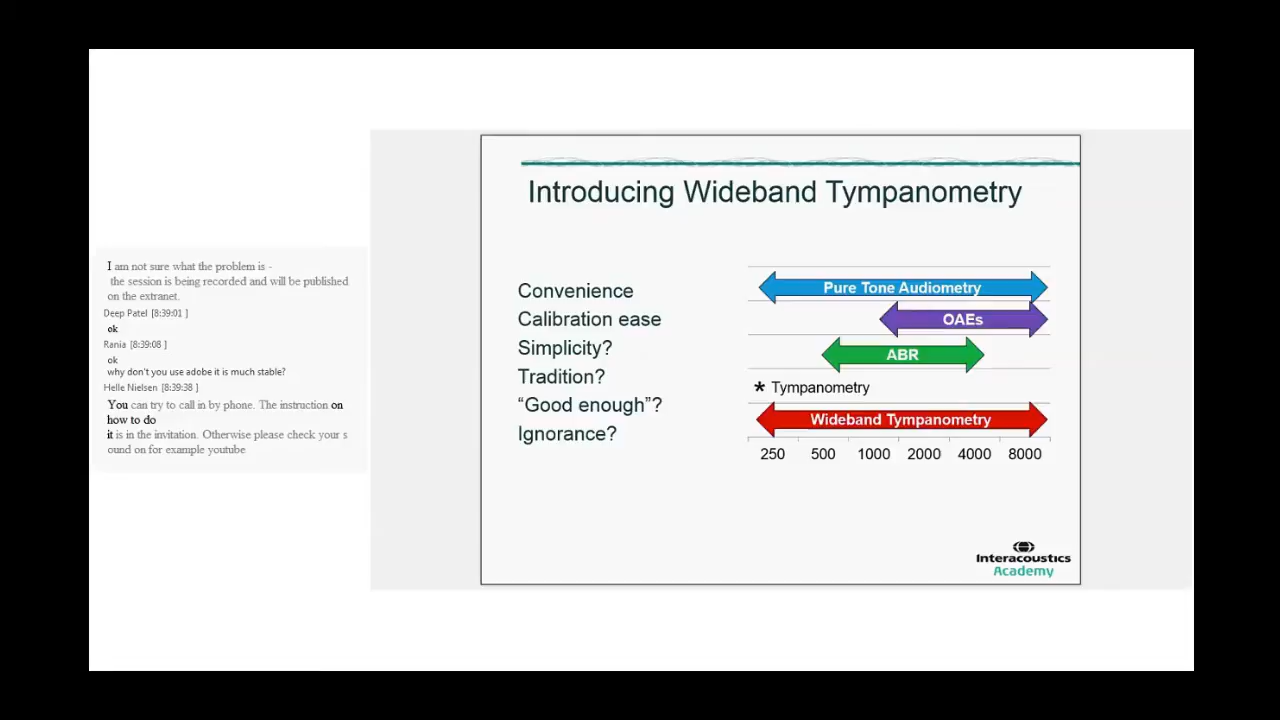 I am not sure what the problem is -
the session is being recorded and will be published
on the extranet.
Deep Patel [8:39:01 ]
ok
Rania [8:39:08 ]
ok
why don't you use adobe it is much stable?
Helle Nielsen [8:39:38 ]
You can try to call in by phone. The instruction on
how to do
it is in the invitation. Otherwise please check your s
ound on for example youtube
Introducing Wideband Tympanometry
Convenience
Calibration ease
Simplicity?
Tradition?
“Good enough”?
Ignorance?
Pure Tone Audiometry
OAEs
ABR
* Tympanometry
Wideband Tympanometry
250 500 1000 2000 4000 8000
Interacoustics
Academy